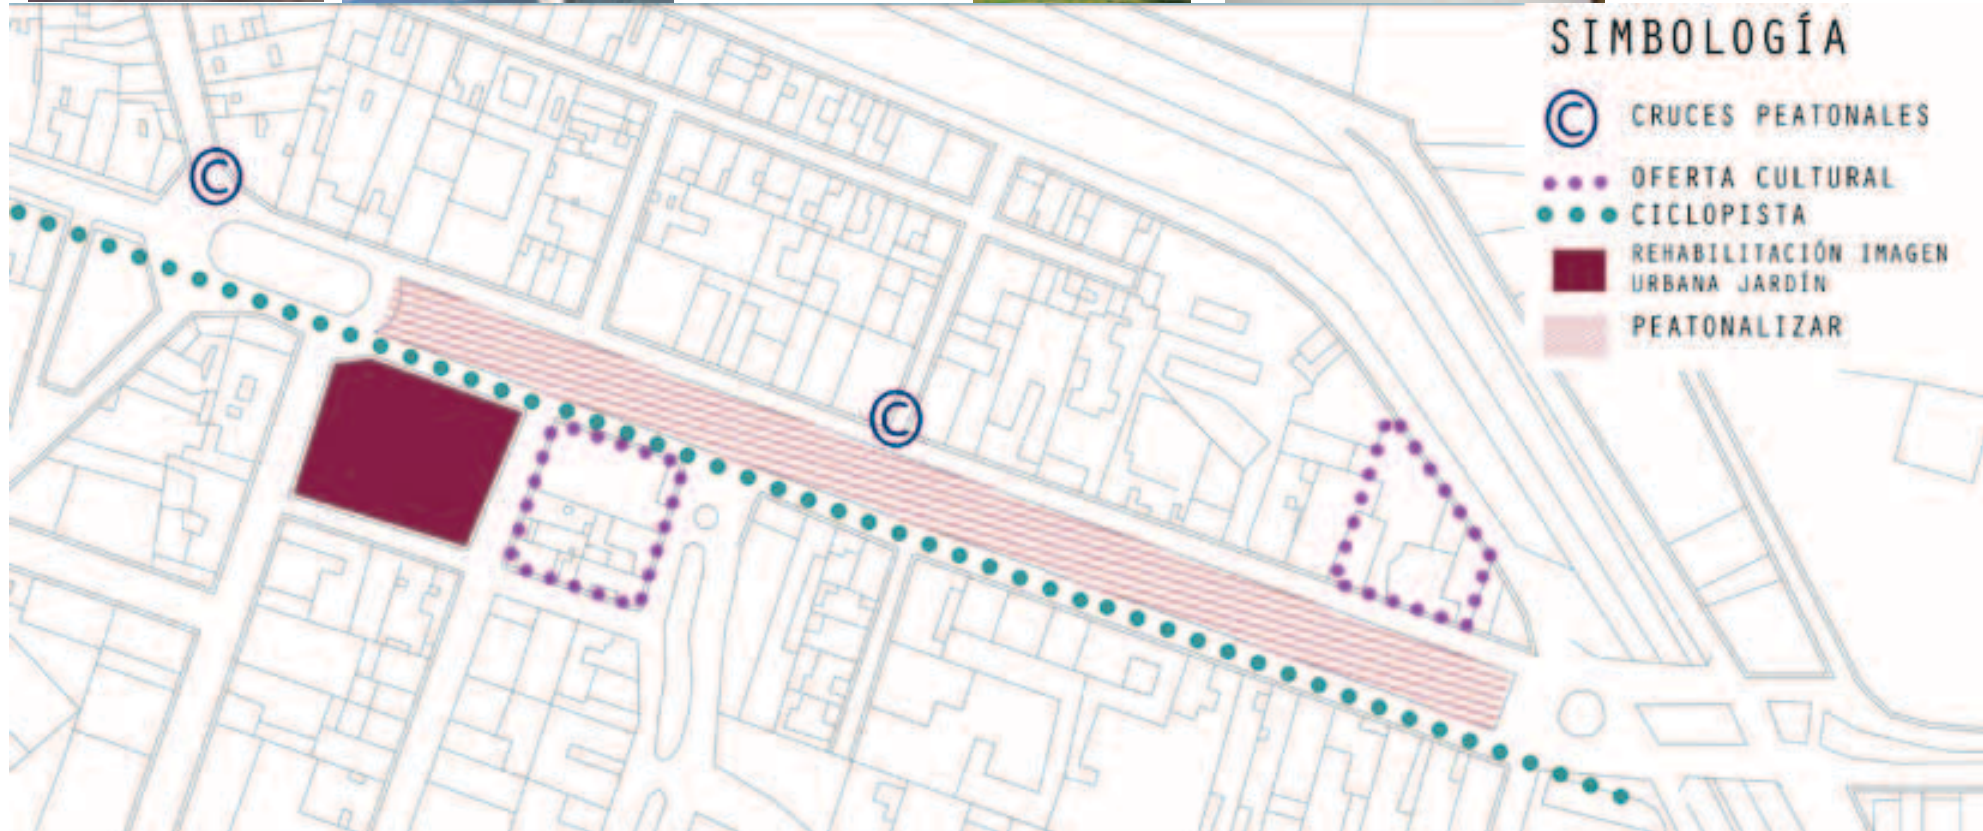 SIMBOLOGÍA
© CRUCES PEATONALES
OFERTA CULTURAL
CICLOPISTA
REHABILITACIÓN IMAGEN
URBANA JARDÍN
PEATONALIZAR
©
©